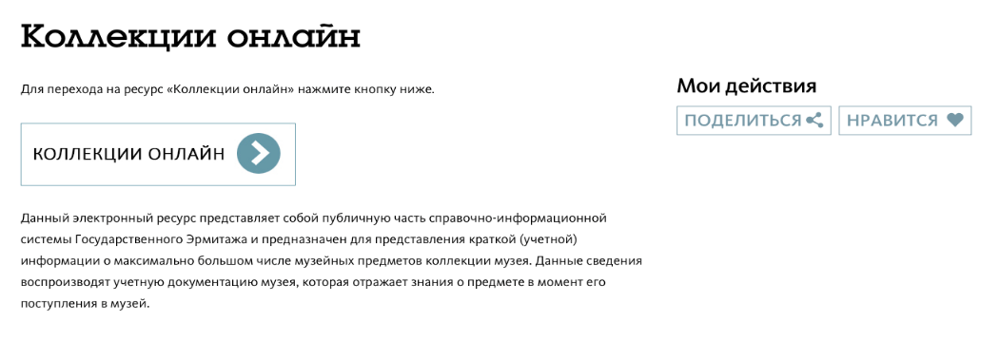 Коллекции онлайн
Для перехода на ресурс «Коллекции онлайн» нажмите кнопку ниже.
КОЛЛЕКЦИИ ОНЛАЙН
Данный электронный ресурс представляет собой публичную часть справочно-информационной
системы Государственного Эрмитажа и предназначен для представления краткой (учетной)
информации о максимально большом числе музейных предметов коллекции музея. Данные сведения
воспроизводят учетную документацию музея, которая отражает знания о предмете в момент его
поступления в музей.
Мои действия
ПОДЕЛИТЬСЯ
НРАВИТСЯ